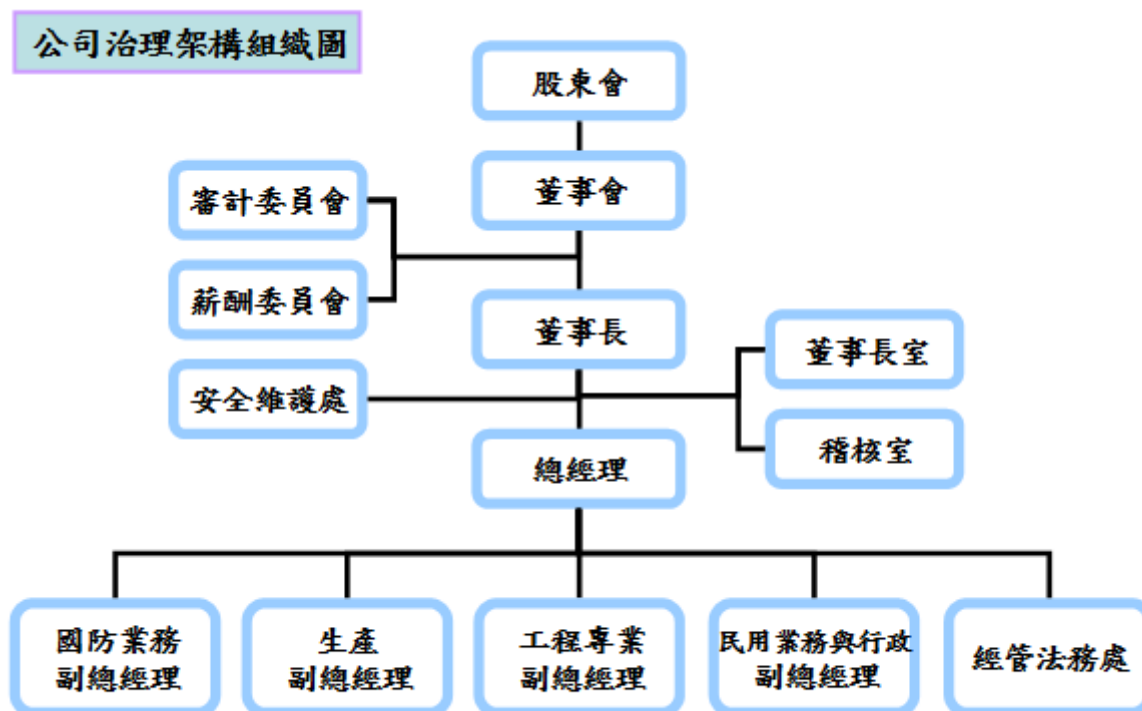 公司治理架構組織圖
股東會
董事會
審計委員會
薪酬委員會
董事長
董事長室
安全維護處
稽核室
總經理
國防業務
副總經理
生產
副總經理
工程專業
副總經理
民用業務與行政
副總經理
經管法務處